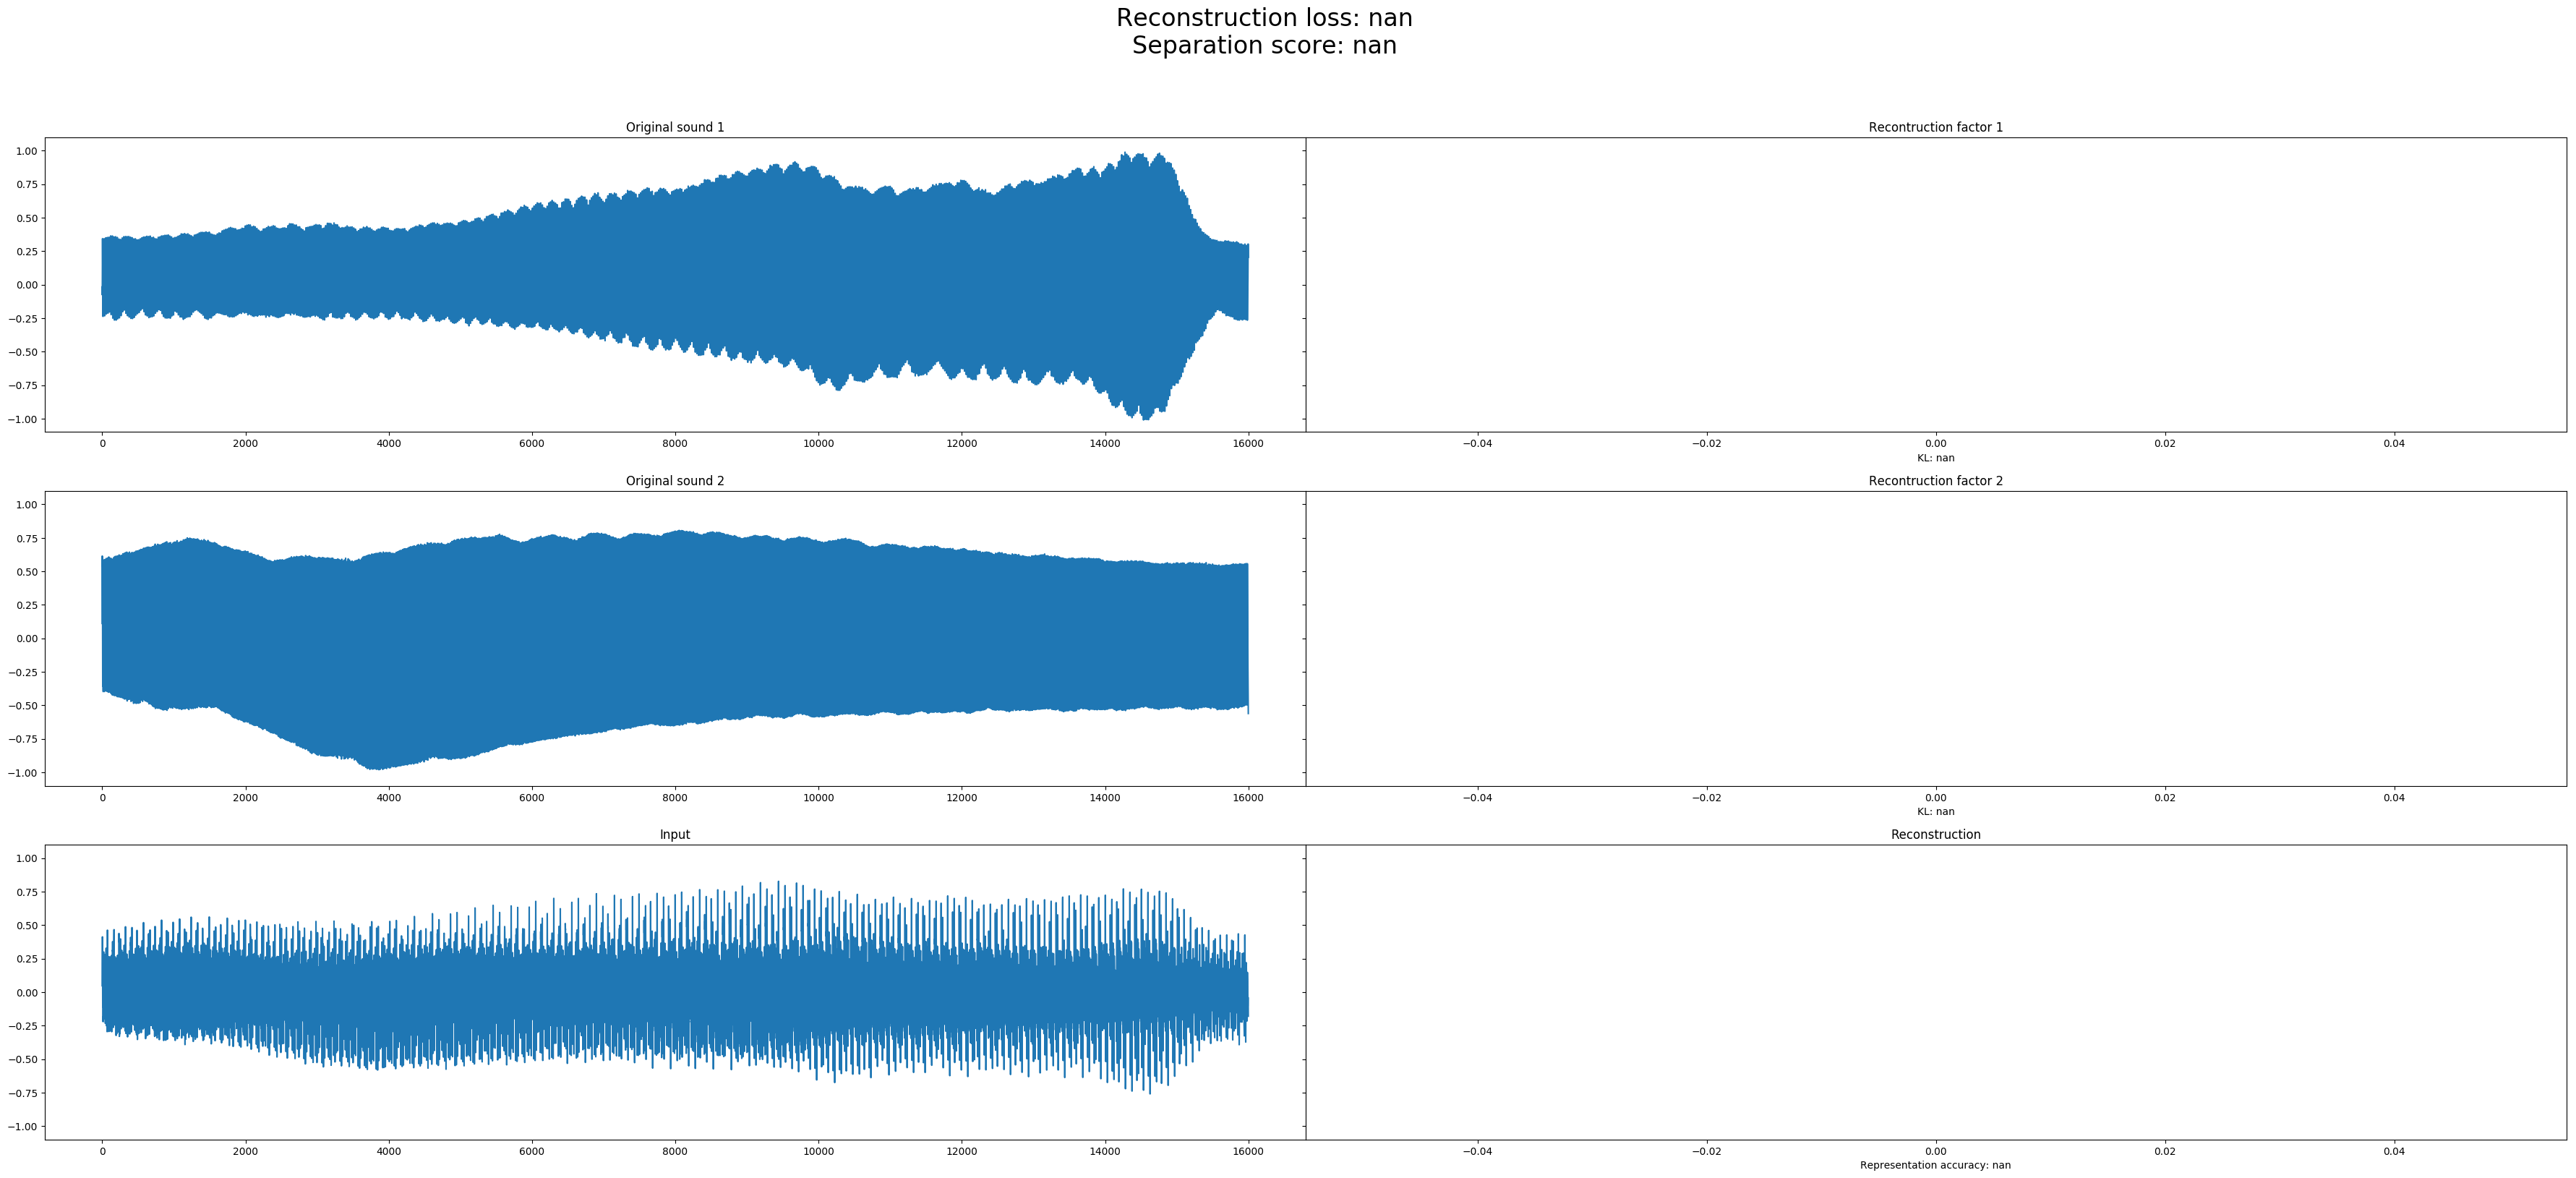 Reconstruction loss: nan
Separation score: nan
Original sound 1
Recontruction factor 1
1.00
0.75
0.50
0.25
0.00
−0.25
−0.50
−0.75
−1.00
0 2000 4000 6000 8000 10000 12000 14000 16000
−0.04 −0.02 0.00 0.02 0.04
KL: nan
Original sound 2
Recontruction factor 2
1.00
0.75
0.50
0.25
0.00
−0.25
−0.50
−0.75
−1.00
0 2000 4000 6000 8000 10000 12000 14000 16000
−0.04 −0.02 0.00 0.02 0.04
KL: nan
Input
Reconstruction
1.00
0.75
0.50
0.25
0.00
−0.25
−0.50
−0.75
−1.00
0 2000 4000 6000 8000 10000 12000 14000 16000
−0.04 −0.02 0.00 0.02 0.04
Representation accuracy: nan